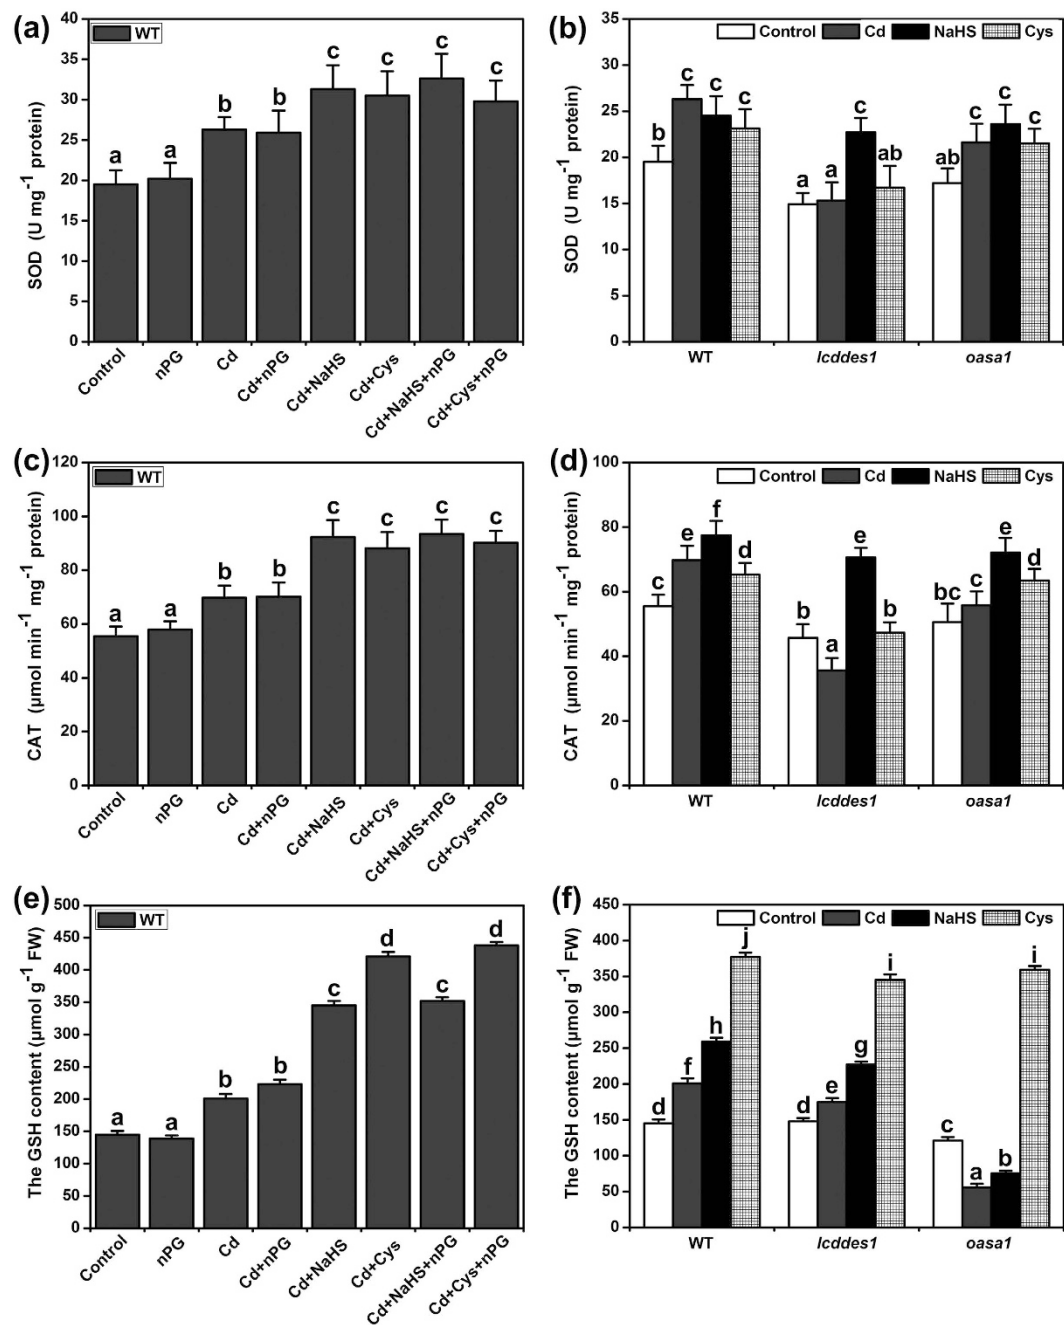 (a)
WT
SOD (U mg-1 protein)
40
35
30
25
20
15
10
5
0
a
a
b
b
c
c
c
c
Control
nPG
Cd
Cd+nPG
Cd+NaHS
Cd+Cys
Cd+NaHS+nPG
Cd+Cys+nPG
(b)
Control Cd NaHS Cys
SOD (U mg-1 protein)
35
30
25
20
15
10
5
0
b c c c
a a c ab
ab c c c
WT lcddes1 oasa1
(c)
WT
CAT (µmol min-1 mg-1 protein)
120
100
80
60
40
20
0
a
a
b
b
c
c
c
c
Control
nPG
Cd
Cd+nPG
Cd+NaHS
Cd+Cys
Cd+NaHS+nPG
Cd+Cys+nPG
(d)
Control Cd NaHS Cys
CAT (µmol min-1 mg-1 protein)
100
80
60
40
20
0
c e f d
b a e b
bc c e d
WT lcddes1 oasa1
(e)
WT
The GSH content (µmol g-1 FW)
500
450
400
350
300
250
200
150
100
50
0
a
a
b
b
c
d
c
d
Control
nPG
Cd
Cd+nPG
Cd+NaHS
Cd+Cys
Cd+NaHS+nPG
Cd+Cys+nPG
(f)
Control Cd NaHS Cys
The GSH content (µmol g-1 FW)
450
400
350
300
250
200
150
100
50
0
d f h j
d e g i
c a b i
WT lcddes1 oasa1